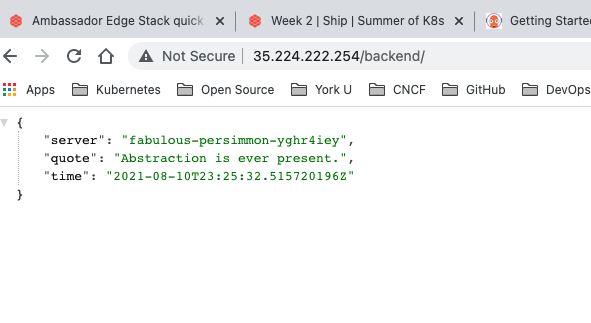 Ambassador Edge Stack quick
Week 2 | Ship | Summer of K8s
Getting Starte
Not Secure | 35.224.222.254/backend/
Apps Kubernetes Open Source York U CNCF GitHub DevOps
{
"server": "fabulous-persimmon-yghr4iey",
"quote": "Abstraction is ever present.",
"time": "2021-08-10T23:25:32.515720196Z"
}